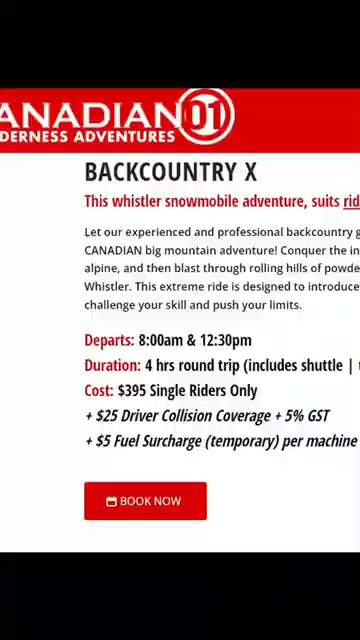 CANADIAN 01
DERNESS ADVENTURES
BACKCOUNTRY X
This whistler snowmobile adventure, suits rid
Let our experienced and professional backcountry g
CANADIAN big mountain adventure! Conquer the in
alpine, and then blast through rolling hills of powde
Whistler. This extreme ride is designed to introduce
challenge your skill and push your limits.
Departs: 8:00am & 12:30pm
Duration: 4 hrs round trip (includes shuttle | t
Cost: $395 Single Riders Only
+ $25 Driver Collision Coverage + 5% GST
+ $5 Fuel Surcharge (temporary) per machine
BOOK NOW